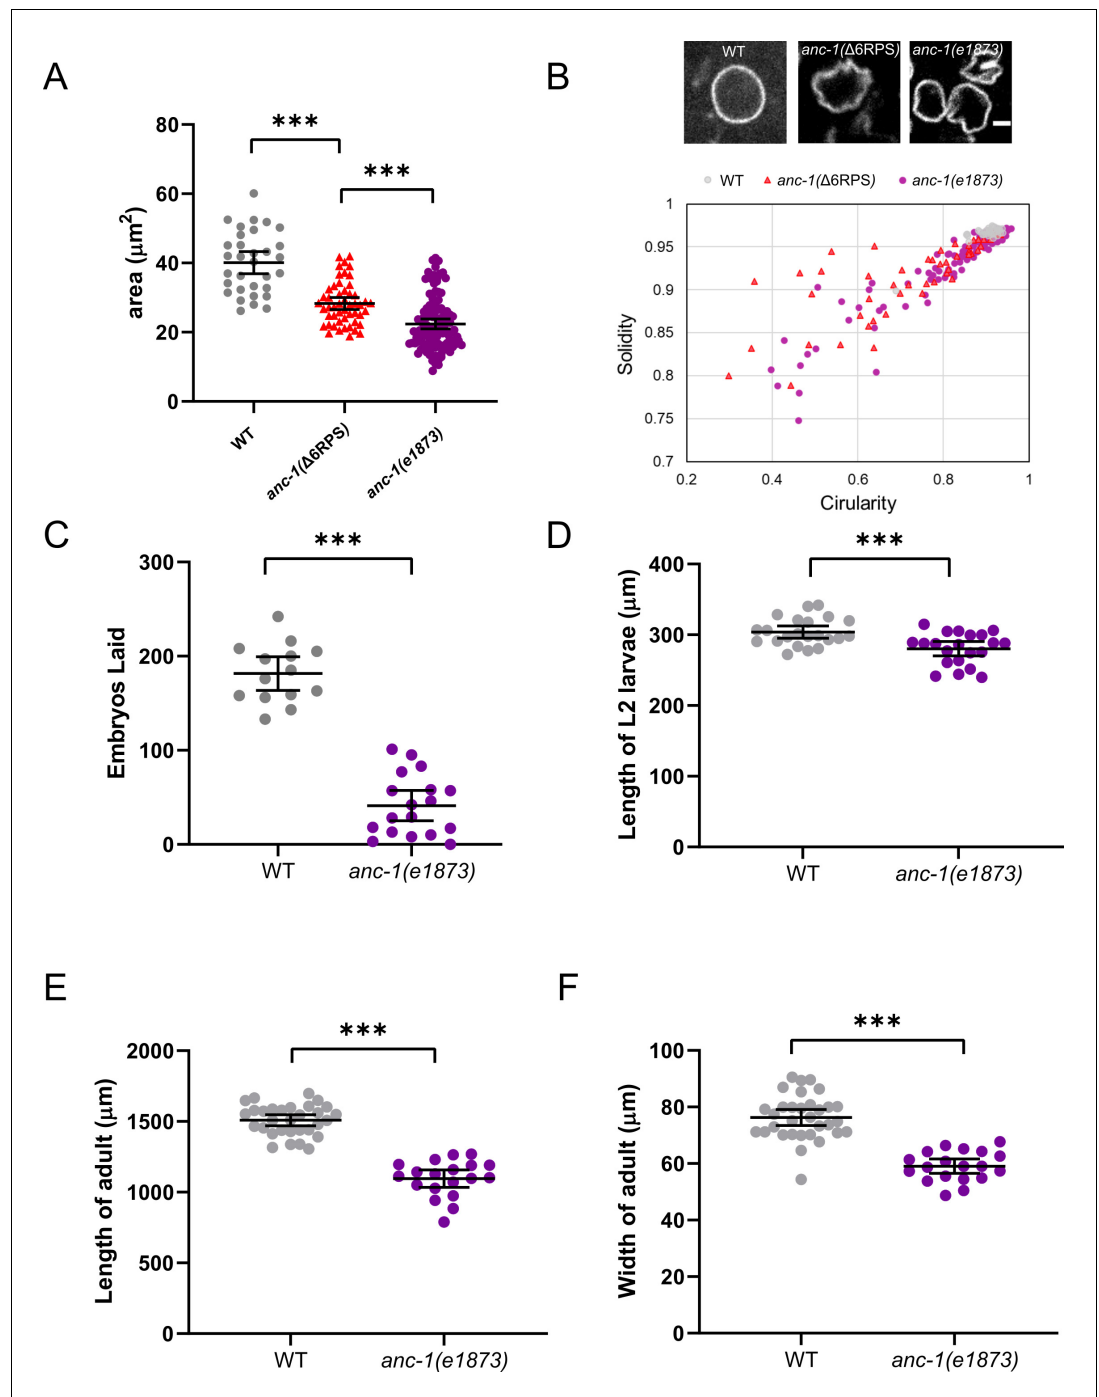 A
80
60
40
20
0
area (μm²)
***
***
WT
anc-1(Δ6RPS)
anc-1(e1873)
B
WT
anc-1(Δ6RPS)
anc-1(e1873)
WT anc-1(Δ6RPS) anc-1(e1873)
1
0.95
0.9
0.85
0.8
0.75
0.7
Solidity
0.2 0.4 0.6 0.8 1
Cirularity
C
300
200
100
0
Embryos Laid
***
WT anc-1(e1873)
D
400
300
200
100
0
Length of L2 larvae (μm)
***
WT anc-1(e1873)
E
2000
1500
1000
500
0
Length of adult (μm)
***
WT anc-1(e1873)
F
100
80
60
40
20
0
Width of adult (μm)
***
WT anc-1(e1873)